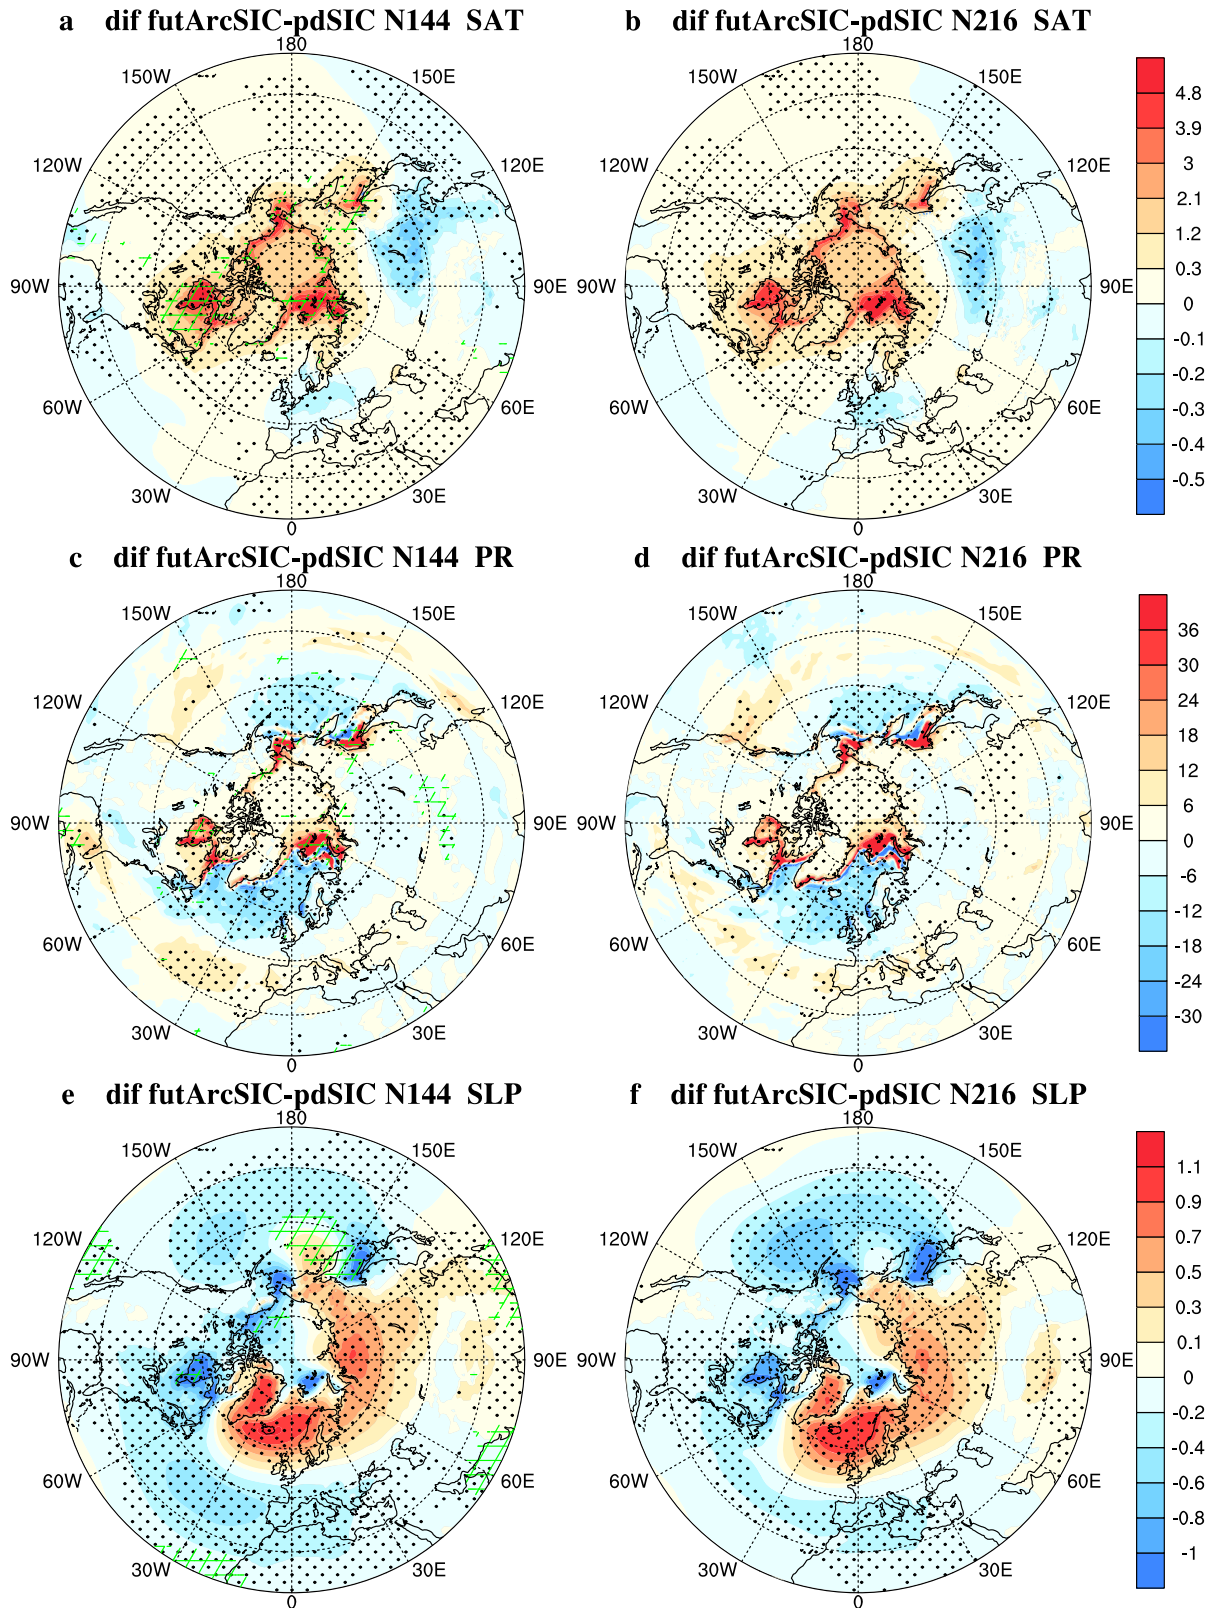 a dif futArcSIC-pdSIC N144 SAT
b dif futArcSIC-pdSIC N216 SAT
180
150W
150E
120W
120E
90W
90E
60W
60E
30W
30E
0
180
150W
150E
120W
120E
90W
90E
60W
60E
30W
30E
0
4.8
3.9
3
2.1
1.2
0.3
0
-0.1
-0.2
-0.3
-0.4
-0.5
c dif futArcSIC-pdSIC N144 PR
d dif futArcSIC-pdSIC N216 PR
180
150W
150E
120W
120E
90W
90E
60W
60E
30W
30E
0
180
150W
150E
120W
120E
90W
90E
60W
60E
30W
30E
0
36
30
24
18
12
6
0
-6
-12
-18
-24
-30
e dif futArcSIC-pdSIC N144 SLP
f dif futArcSIC-pdSIC N216 SLP
180
150W
150E
120W
120E
90W
90E
60W
60E
30W
30E
0
180
150W
150E
120W
120E
90W
90E
60W
60E
30W
30E
0
1.1
0.9
0.7
0.5
0.3
0.1
0
-0.2
-0.4
-0.6
-0.8
-1